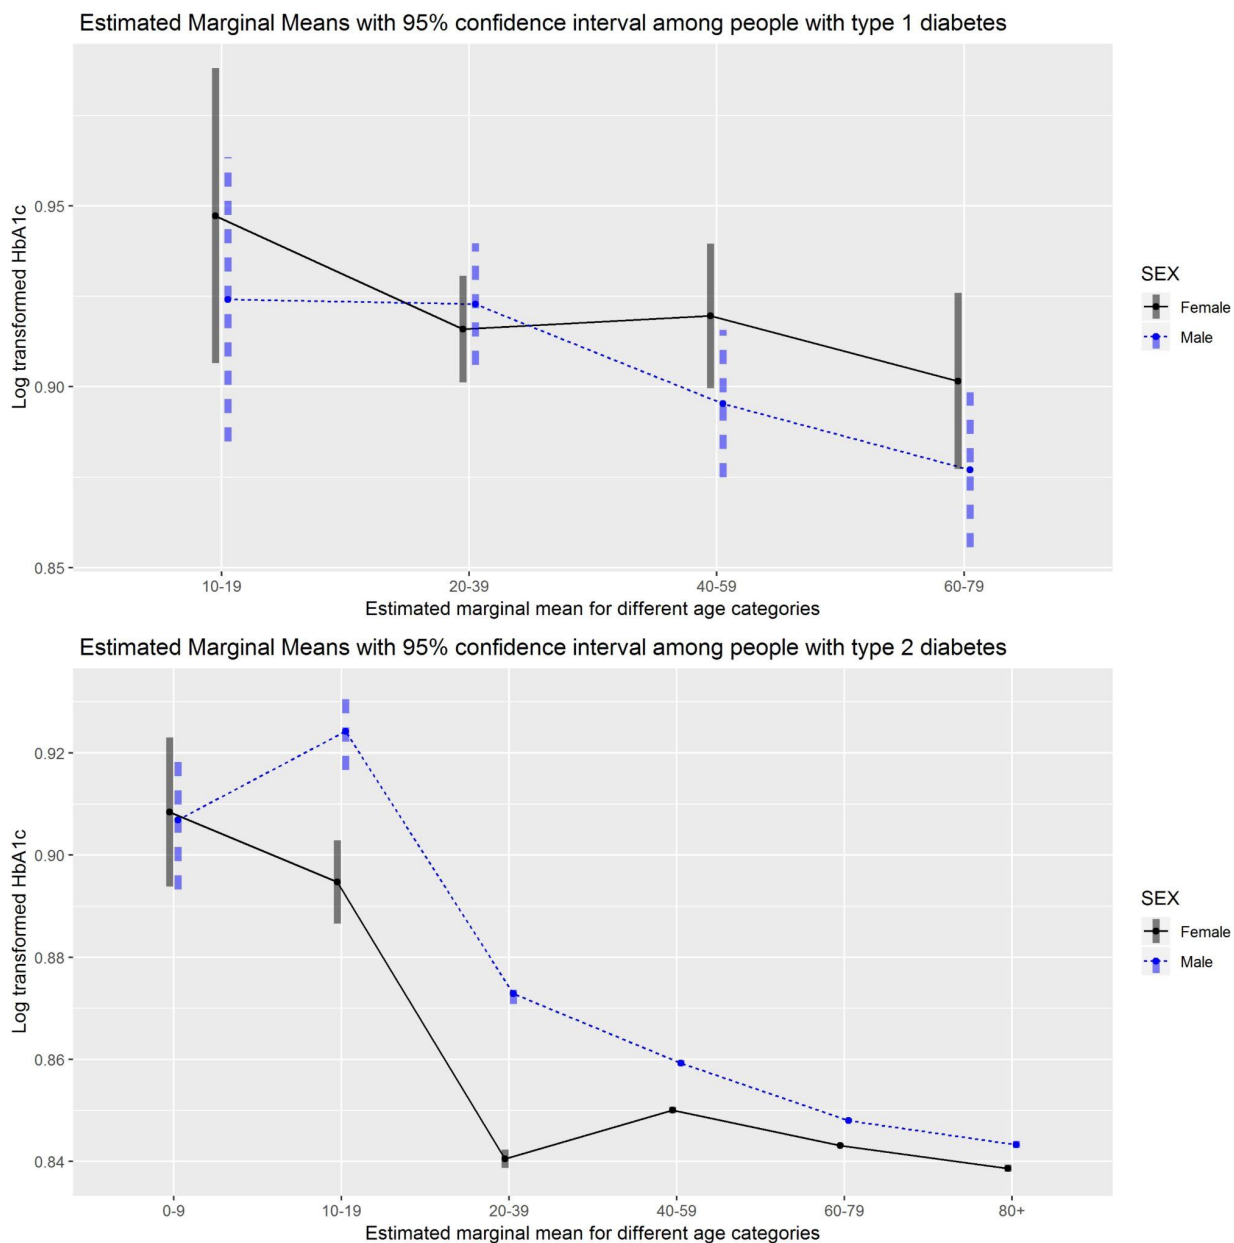 Estimated Marginal Means with 95% confidence interval among people with type 1 diabetes
Log transformed HbA1c
0.95
0.90
0.85
10-19
20-39
40-59
60-79
Estimated marginal mean for different age categories
SEX
Female
Male
Estimated Marginal Means with 95% confidence interval among people with type 2 diabetes
Log transformed HbA1c
0.92
0.90
0.88
0.86
0.84
0-9
10-19
20-39
40-59
60-79
80+
Estimated marginal mean for different age categories
SEX
Female
Male